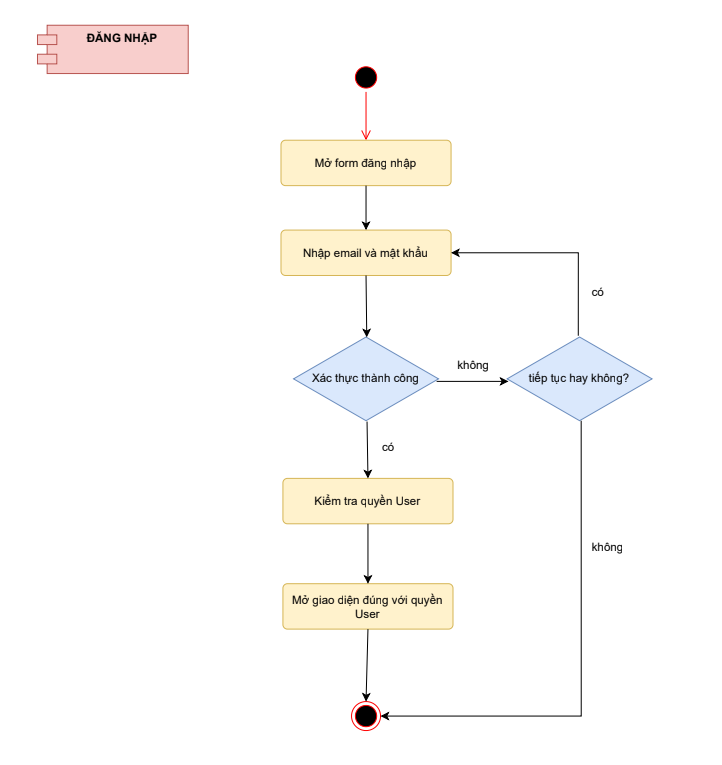 ĐĂNG NHẬP
Mở form đăng nhập
Nhập email và mật khẩu
có
Xác thực thành công
không
tiếp tục hay không?
có
Kiểm tra quyền User
không
Mở giao diện đúng với quyền
User